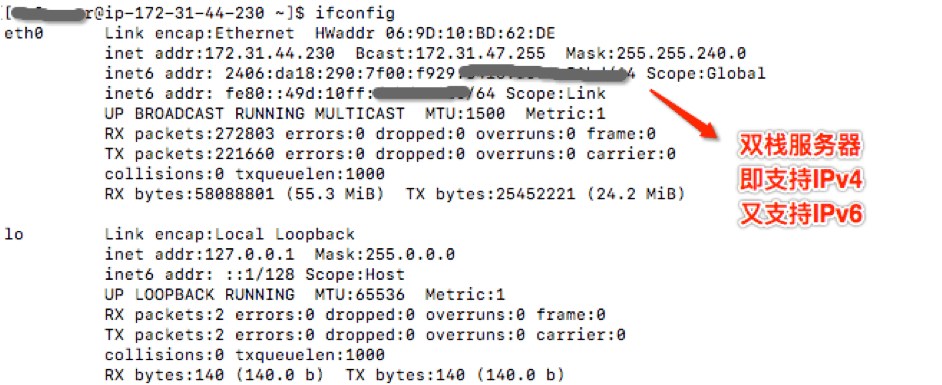 r@ip-172-31-44-230 ~]$ ifconfig
eth0 Link encap:Ethernet HWaddr 06:9D:10:BD:62:DE
inet addr:172.31.44.230 Bcast:172.31.47.255 Mask:255.255.240.0
inet6 addr: 2406:da18:290:7f00:f929: /64 Scope:Global
inet6 addr: fe80::49d:10ff: /64 Scope:Link
UP BROADCAST RUNNING MULTICAST MTU:1500 Metric:1
RX packets:272803 errors:0 dropped:0 overruns:0 frame:0
TX packets:221660 errors:0 dropped:0 overruns:0 carrier:0
collisions:0 txqueuelen:1000
RX bytes:58088801 (55.3 MiB) TX bytes:25452221 (24.2 MiB)
双栈服务器
即支持IPv4
又支持IPv6
lo Link encap:Local Loopback
inet addr:127.0.0.1 Mask:255.0.0.0
inet6 addr: ::1/128 Scope:Host
UP LOOPBACK RUNNING MTU:65536 Metric:1
RX packets:2 errors:0 dropped:0 overruns:0 frame:0
TX packets:2 errors:0 dropped:0 overruns:0 carrier:0
collisions:0 txqueuelen:1000
RX bytes:140 (140.0 b) TX bytes:140 (140.0 b)